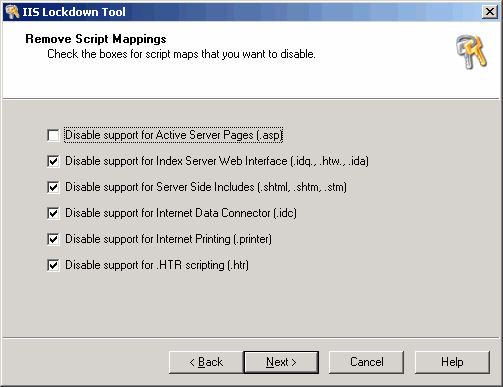 IIS Lockdown Tool
Remove Script Mappings
Check the boxes for script maps that you want to disable.
Disable support for Active Server Pages (.asp)
Disable support for Index Server Web Interface (.idq., .htw., .ida)
Disable support for Server Side Includes (.shtml, .shtm, .stm)
Disable support for Internet Data Connector (.idc)
Disable support for Internet Printing (.printer)
Disable support for .HTR scripting (.htr)
< Back Next > Cancel Help